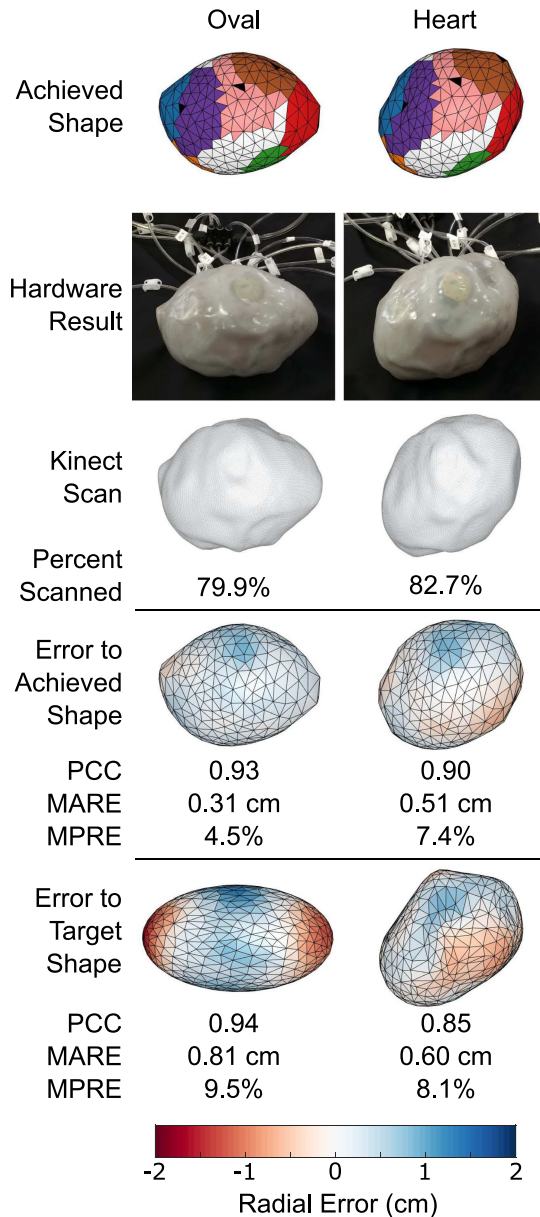 Oval Heart
Achieved
Shape
Hardware
Result
Kinect
Scan
Percent
Scanned
79.9% 82.7%
Error to
Achieved
Shape
PCC 0.93 0.90
MARE 0.31 cm 0.51 cm
MPRE 4.5% 7.4%
Error to
Target
Shape
PCC 0.94 0.85
MARE 0.81 cm 0.60 cm
MPRE 9.5% 8.1%
-2 -1 0 1 2
Radial Error (cm)